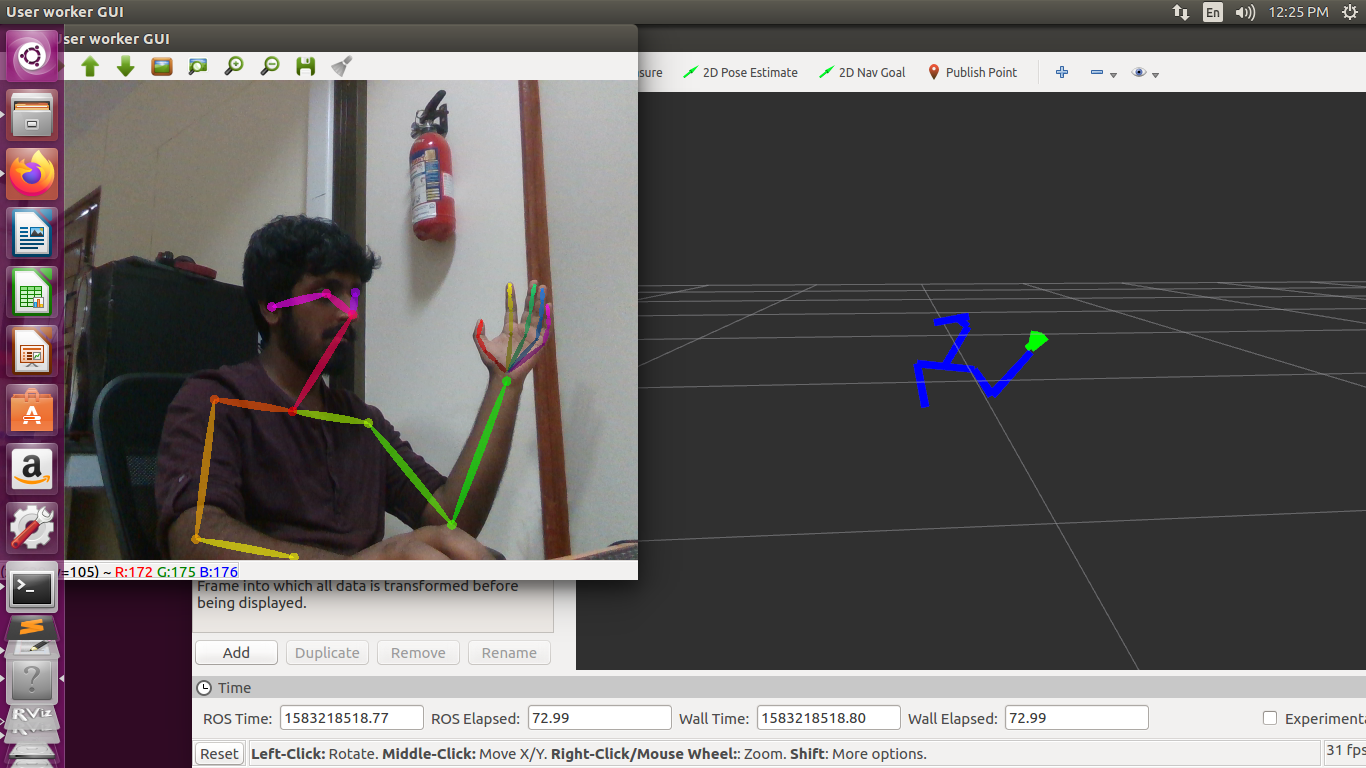 User worker GUI
En
12:25 PM
ser worker GUI
sure
2D Pose Estimate
2D Nav Goal
Publish Point
=105) ~ R:172 G:175 B:176
Frame into which all data is transformed before
being displayed.
Add
Duplicate
Remove
Rename
Time
ROS Time:
1583218518.77
ROS Elapsed:
72.99
Wall Time:
1583218518.80
Wall Elapsed:
72.99
Experimenta
Reset
Left-Click: Rotate. Middle-Click: Move X/Y. Right-Click/Mouse Wheel:: Zoom. Shift: More options.
31 fps
RViz